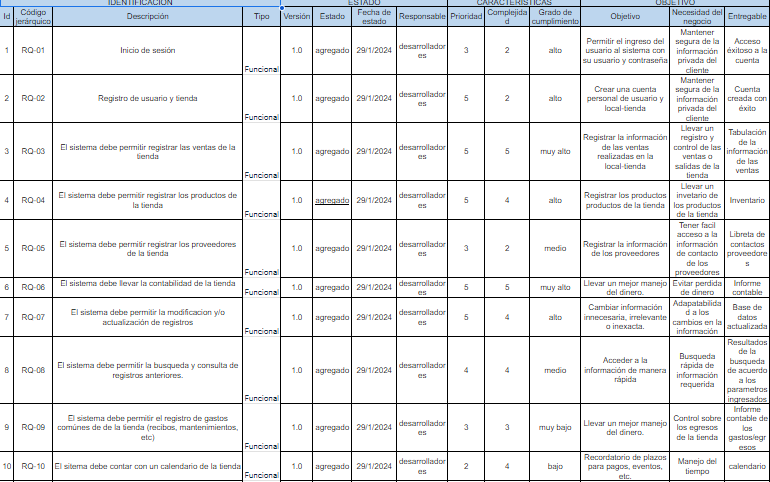 IDENTIFICACIÓN ESTADO CARACTERÍSTICAS OBJETIVO
Id Código jerárquico Descripción Tipo Versión Estado Fecha de estado Responsable Prioridad Complejidad Grado de cumplimiento Objetivo Necesidad del negocio Entregable
1 RQ-01 Inicio de sesión Funcional 1.0 agregado 29/1/2024 desarrolladores 3 2 alto Permitir el ingreso del usuario al sistema con su usuario y contraseña Mantener segura de la información privada del cliente Acceso éxitoso a la cuenta
2 RQ-02 Registro de usuario y tienda Funcional 1.0 agregado 29/1/2024 desarrolladores 5 2 alto Crear una cuenta personal de usuario y local-tienda Mantener segura de la información privada del cliente Cuenta creada con éxito
3 RQ-03 El sistema debe permitir registrar las ventas de la tienda Funcional 1.0 agregado 29/1/2024 desarrolladores 5 5 muy alto Registrar la información de las ventas realizadas en la local-tienda Llevar un registro y control de las ventas o salidas de la tienda Tabulación de la información de las ventas
4 RQ-04 El sistema debe permitir registrar los productos de la tienda Funcional 1.0 agregado 29/1/2024 desarrolladores 5 4 alto Registrar los productos productos de la tienda Llevar un invetario de los productos de la tienda Inventario
5 RQ-05 El sistema debe permitir registrar los proveedores de la tienda Funcional 1.0 agregado 29/1/2024 desarrolladores 3 2 medio Registrar la información de los proveedores Tener facil acceso a la información de contacto de los proveedores Libreta de contactos proveedores
6 RQ-06 El sistema debe llevar la contabilidad de la tienda Funcional 1.0 agregado 29/1/2024 desarrolladores 5 5 muy alto Llevar un mejor manejo del dinero. Evitar perdida de dinero Informe contable
7 RQ-07 El sistema debe permitir la modificacion y/o actualización de registros Funcional 1.0 agregado 29/1/2024 desarrolladores 5 4 alto Cambiar información innecesaria, irrelevante o inexacta. Adapatabilidad a los cambios en la información Base de datos actualizada
8 RQ-08 El sistema debe permitir la busqueda y consulta de registros anteriores. Funcional 1.0 agregado 29/1/2024 desarrolladores 4 4 medio Acceder a la información de manera rápida Busqueda rápida de información requerida Resultados de la busqueda de acuerdo a los parametros ingresados
9 RQ-09 El sistema debe permitir el registro de gastos comúnes de de la tienda (recibos, mantenimientos, etc) Funcional 1.0 agregado 29/1/2024 desarrolladores 3 3 muy bajo Llevar un mejor manejo del dinero. Control sobre los egresos de la tienda Informe contable de los gastos/egresos
10 RQ-10 El sitema debe contar con un calendario de la tienda Funcional 1.0 agregado 29/1/2024 desarrolladores 2 4 bajo Recordatorio de plazos para pagos, eventos, etc. Manejo del tiempo calendario